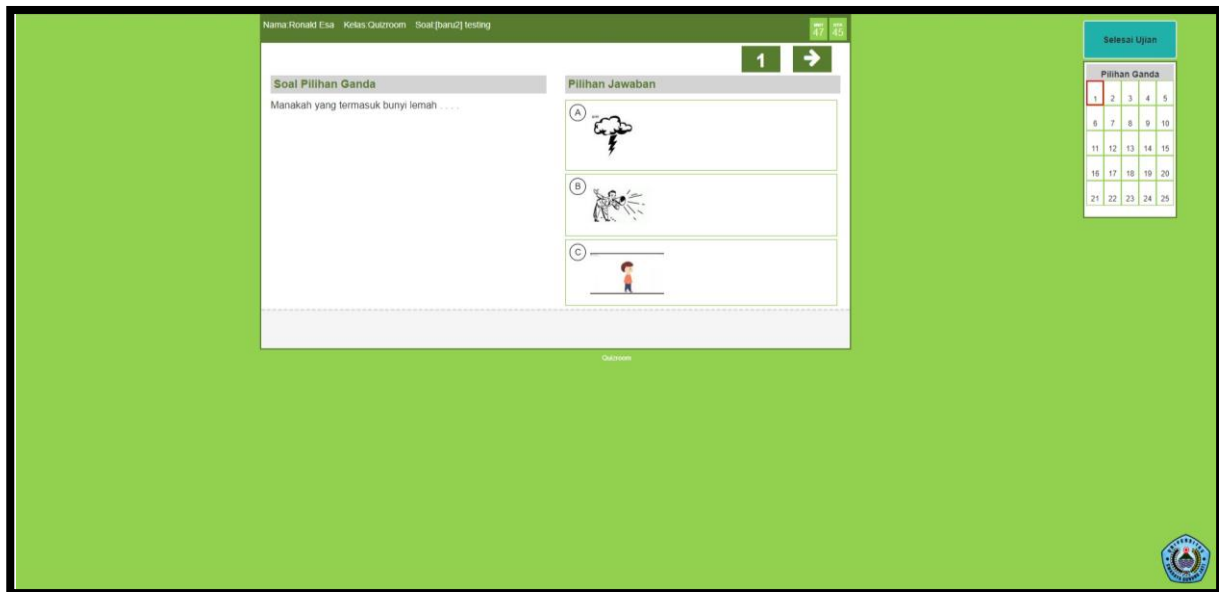 Nama:Ronald Esa Kelas:Quizroom Soal:[baru2] testing
47 45
Selesai Ujian
1
Soal Pilihan Ganda
Pilihan Jawaban
Manakah yang termasuk bunyi lemah . . . .
A
B
C
Pilihan Ganda
1 2 3 4 5
6 7 8 9 10
11 12 13 14 15
16 17 18 19 20
21 22 23 24 25
Quizroom